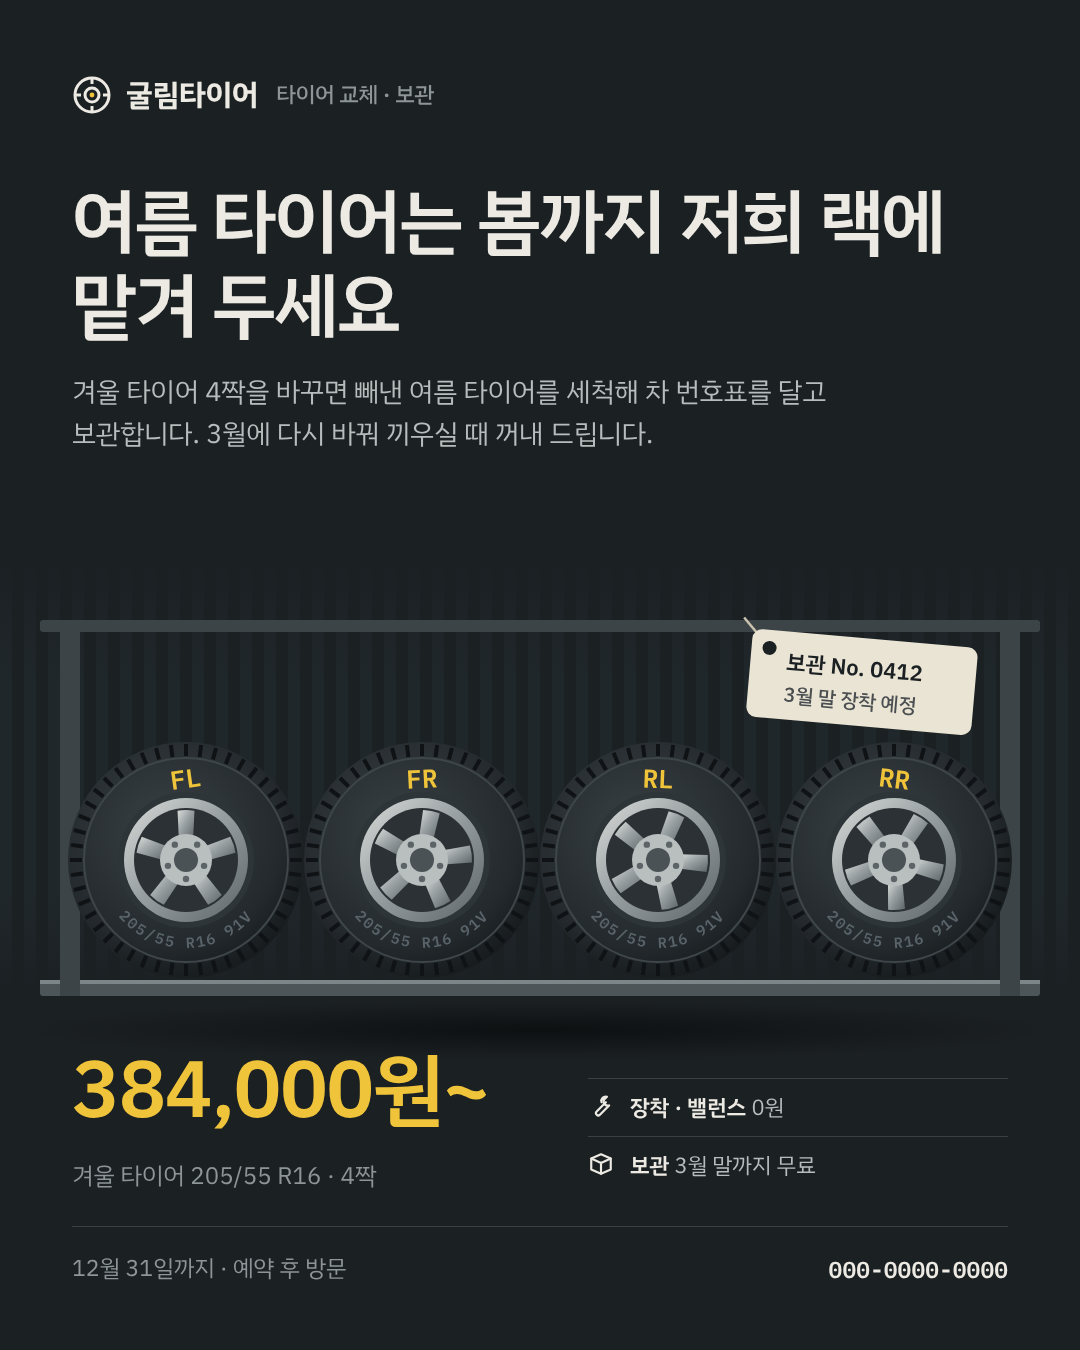 굴림타이어 타이어 교체 · 보관
여름 타이어는 봄까지 저희 랙에
맡겨 두세요
겨울 타이어 4짝을 바꾸면 빼낸 여름 타이어를 세척해 차 번호표를 달고
보관합니다. 3월에 다시 바꿔 끼우실 때 꺼내 드립니다.
보관 No. 0412
3월 말 장착 예정
FL
FR
RL
RR
205/55 R16 91V
205/55 R16 91V
205/55 R16 91V
205/55 R16 91V
384,000원~
겨울 타이어 205/55 R16 · 4짝
장착 · 밸런스 0원
보관 3월 말까지 무료
12월 31일까지 · 예약 후 방문
000-0000-0000